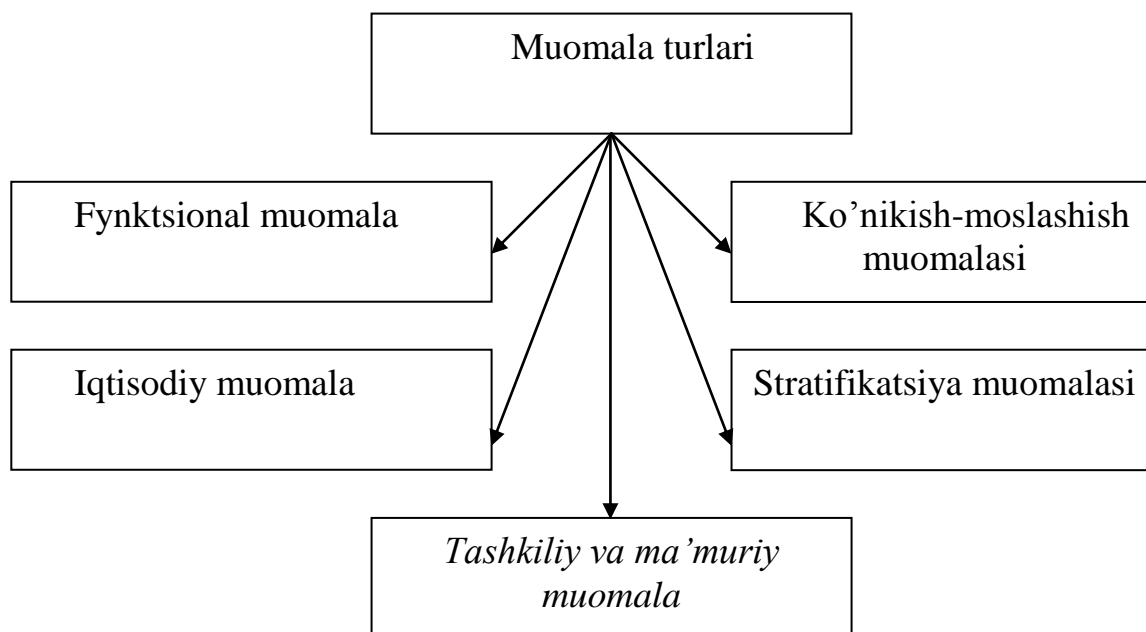 Muomala turlari
Fynktsional muomala
Ko’nikish-moslashish
muomalasi
Iqtisodiy muomala
Stratifikatsiya muomalasi
Tashkiliy va ma’muriy
muomala